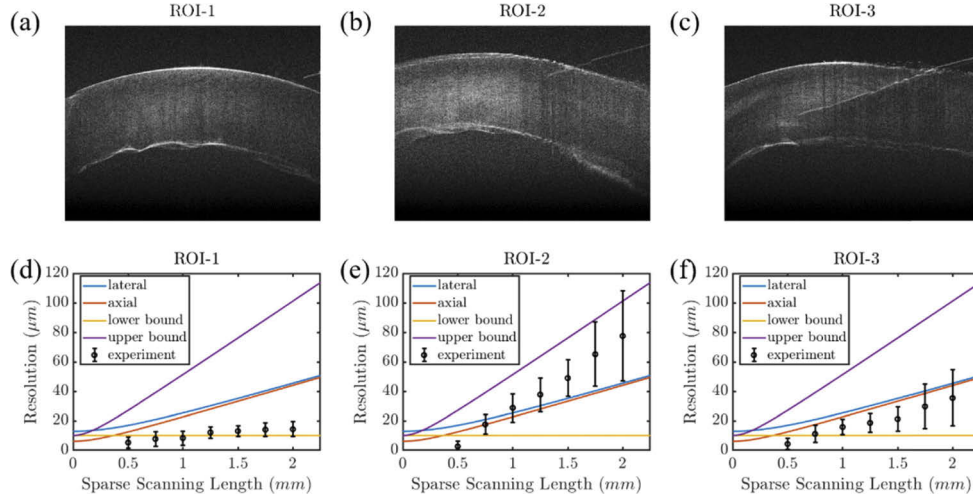 ROI-1
ROI-2
ROI-3
(a)
(b)
(c)
(d)
ROI-1
120
100
80
60
40
20
0
Resolution (μm)
lateral
axial
lower bound
upper bound
experiment
0
0.5
1
1.5
2
Sparse Scanning Length (mm)
(e)
ROI-2
120
100
80
60
40
20
0
Resolution (μm)
lateral
axial
lower bound
upper bound
experiment
0
0.5
1
1.5
2
Sparse Scanning Length (mm)
(f)
ROI-3
120
100
80
60
40
20
0
Resolution (μm)
lateral
axial
lower bound
upper bound
experiment
0
0.5
1
1.5
2
Sparse Scanning Length (mm)